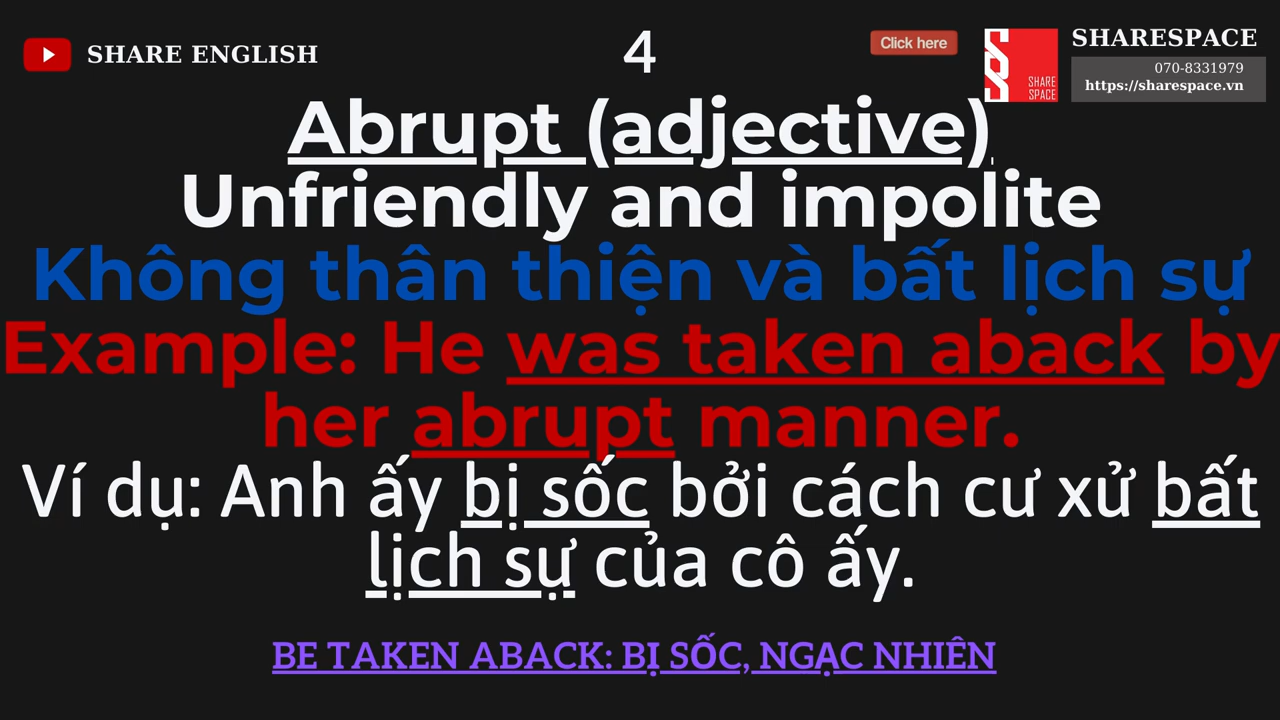 SHARE ENGLISH
4
Click here
SHARE
SPACE
SHARESPACE
070-8331979
https://sharespace.vn
Abrupt (adjective)
Unfriendly and impolite
Không thân thiện và bất lịch sự
Example: He was taken aback by
her abrupt manner.
Ví dụ: Anh ấy bị sốc bởi cách cư xử bất
lịch sự của cô ấy.
BE TAKEN ABACK: BỊ SỐC, NGẠC NHIÊN